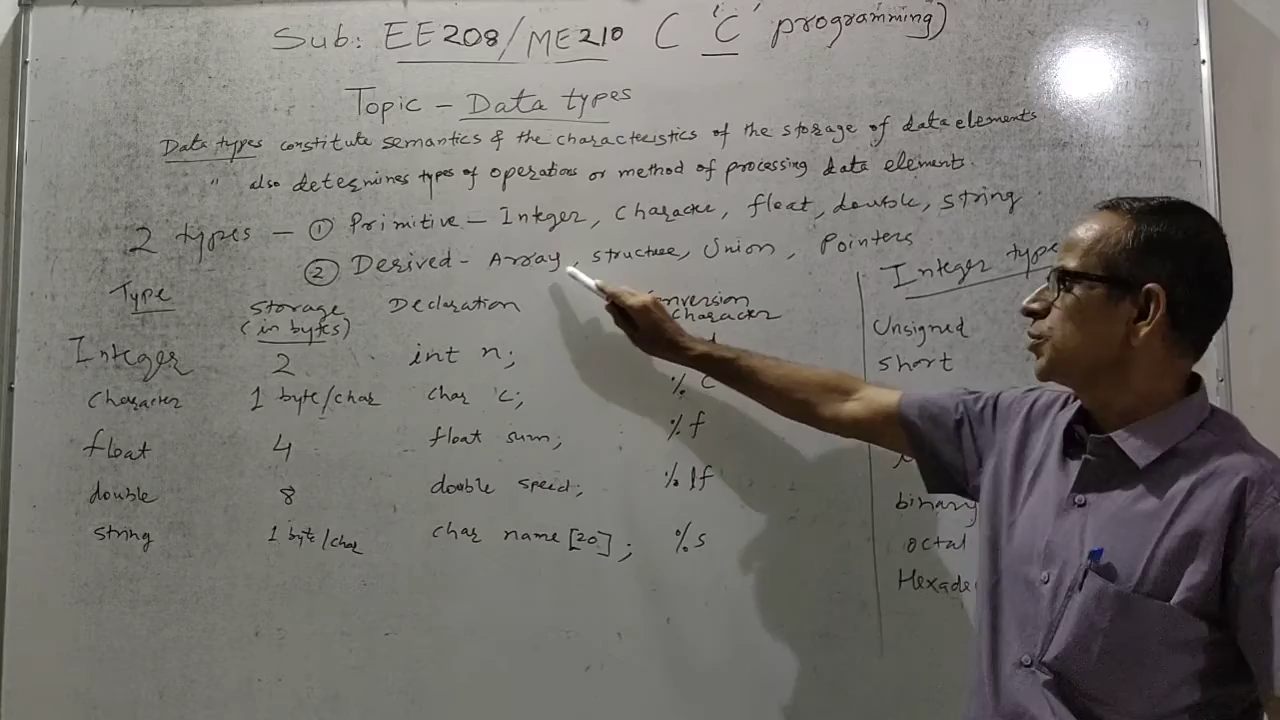 Sub: EE208/ME210 ( 'C' programming)
Topic - Data types
Data types constitute semantics & the characteristics of the storage of data elements
" also determines types of operations or method of processing data elements.
2 types - ① Primitive - Integer, Character, float, double, string
② Derived - Array, structure, Union, Pointers
Type Storage (in bytes) Declaration Character
Integer 2 int n;
Character 1 byte/char char c; % c
float 4 float sum; % f
double 8 double speed; % lf
string 1 byte/char char name [20]; % s
Integer type
Unsigned
short
binary
octal
Hexade